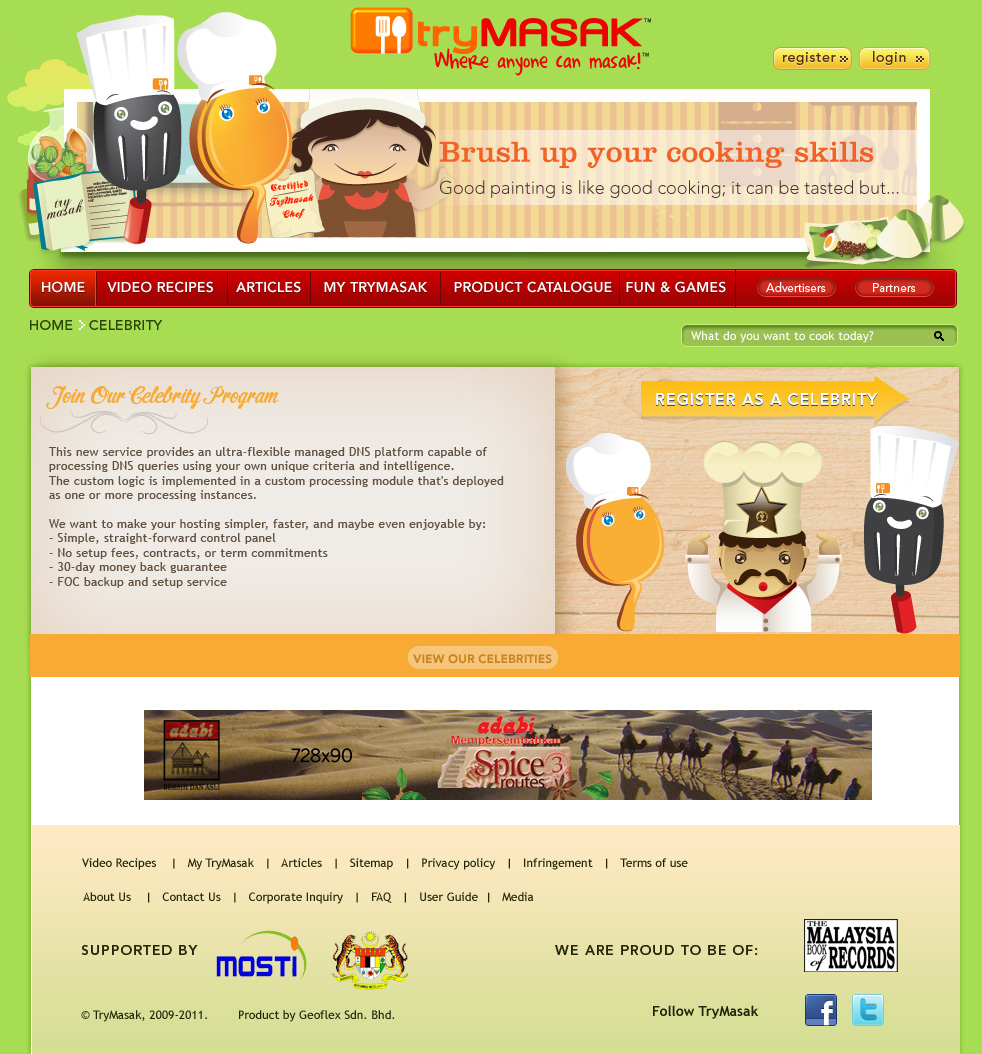 tryMASAK™
Where anyone can masak!™
register
login
Brush up your cooking skills
Good painting is like good cooking; it can be tasted but...
try masak
Certified
TryMasak
Chef
HOME
VIDEO RECIPES
ARTICLES
MY TRYMASAK
PRODUCT CATALOGUE
FUN & GAMES
Advertisers
Partners
HOME > CELEBRITY
What do you want to cook today?
Join Our Celebrity Program
REGISTER AS A CELEBRITY
This new service provides an ultra-flexible managed DNS platform capable of
processing DNS queries using your own unique criteria and intelligence.
The custom logic is implemented in a custom processing module that's deployed
as one or more processing instances.
We want to make your hosting simpler, faster, and maybe even enjoyable by:
- Simple, straight-forward control panel
- No setup fees, contracts, or term commitments
- 30-day money back guarantee
- FOC backup and setup service
VIEW OUR CELEBRITIES
adabi
BERSIH DAN ASLI
728x90
adabi
Mempersembahkan
Spice 3
routes
Video Recipes | My TryMasak | Articles | Sitemap | Privacy policy | Infringement | Terms of use
About Us | Contact Us | Corporate Inquiry | FAQ | User Guide | Media
SUPPORTED BY
MOSTI
WE ARE PROUD TO BE OF:
THE
MALAYSIA
BOOK of RECORDS
© TryMasak, 2009-2011.
Product by Geoflex Sdn. Bhd.
Follow TryMasak